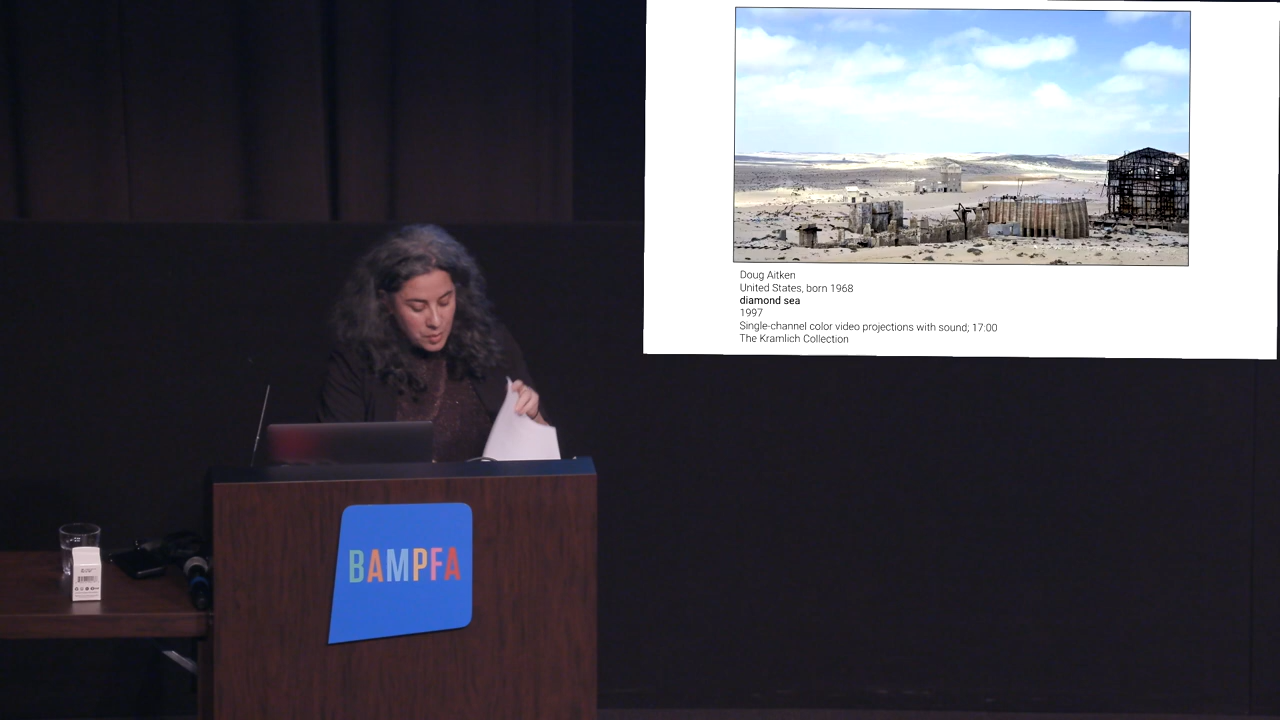 Doug Aitken
United States, born 1968
diamond sea
1997
Single-channel color video projections with sound; 17:00
The Kramlich Collection
BAMPFA